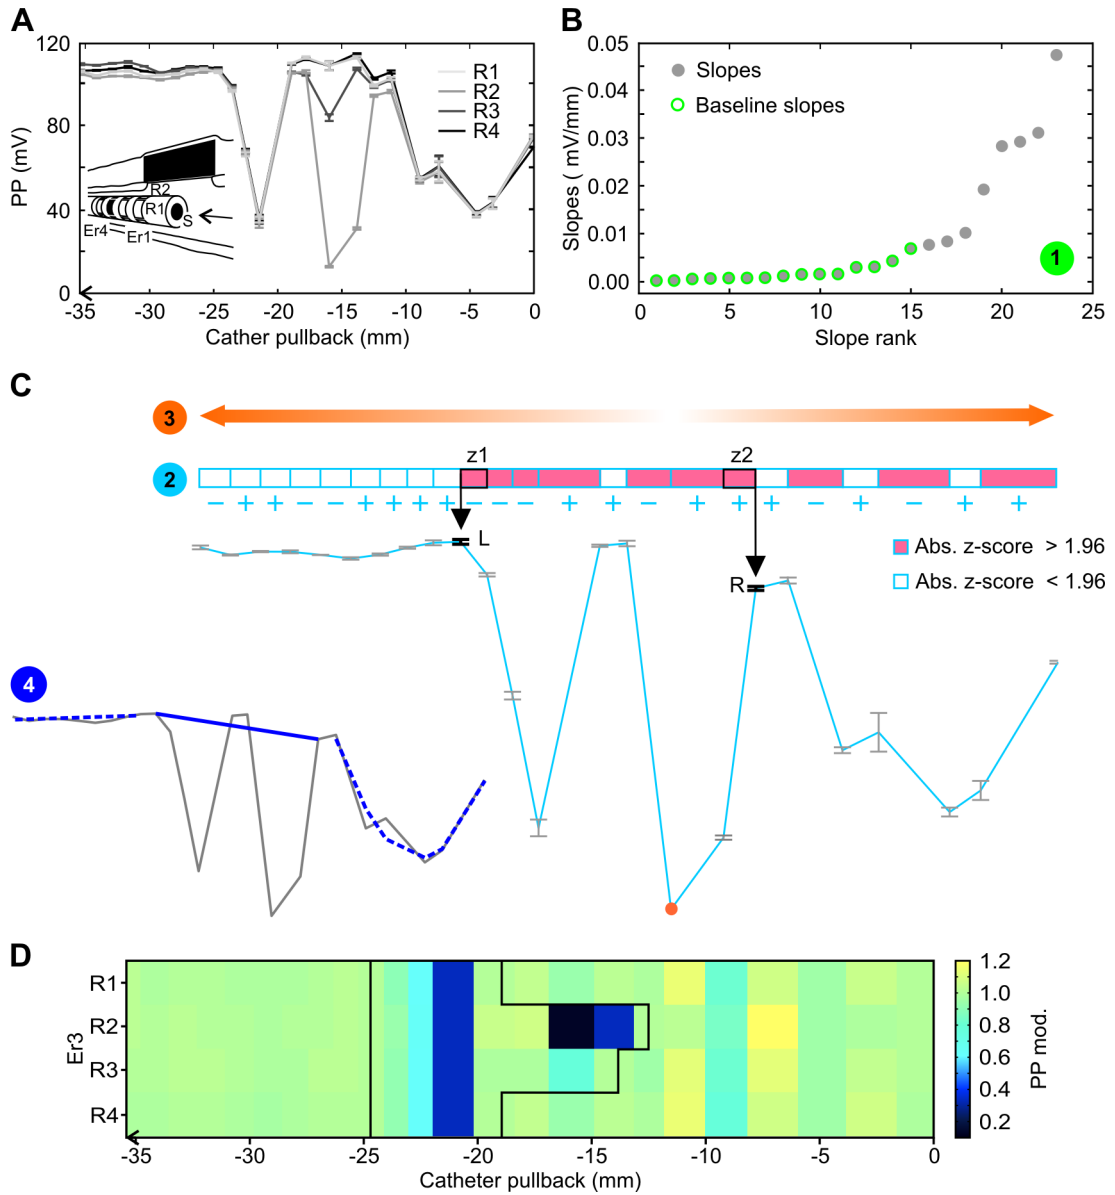 A
120
80
40
0
PP (mV)
-35
-30
-25
-20
-15
-10
-5
0
Cather pullback (mm)
R1
R2
R3
R4
R2
R1
S
Er4
Er1
B
0.05
0.04
0.03
0.02
0.01
0.00
Slopes ( mV/mm)
0
5
10
15
20
25
Slope rank
Slopes
Baseline slopes
1
C
3
z1
z2
2
− + + − − + + + + − − − + + − + + + − + − + +
L
R
Abs. z-score > 1.96
Abs. z-score < 1.96
4
D
R1
R2
R3
R4
Er3
-35
-30
-25
-20
-15
-10
-5
0
Catheter pullback (mm)
1.2
1.0
0.8
0.6
0.4
0.2
PP mod.